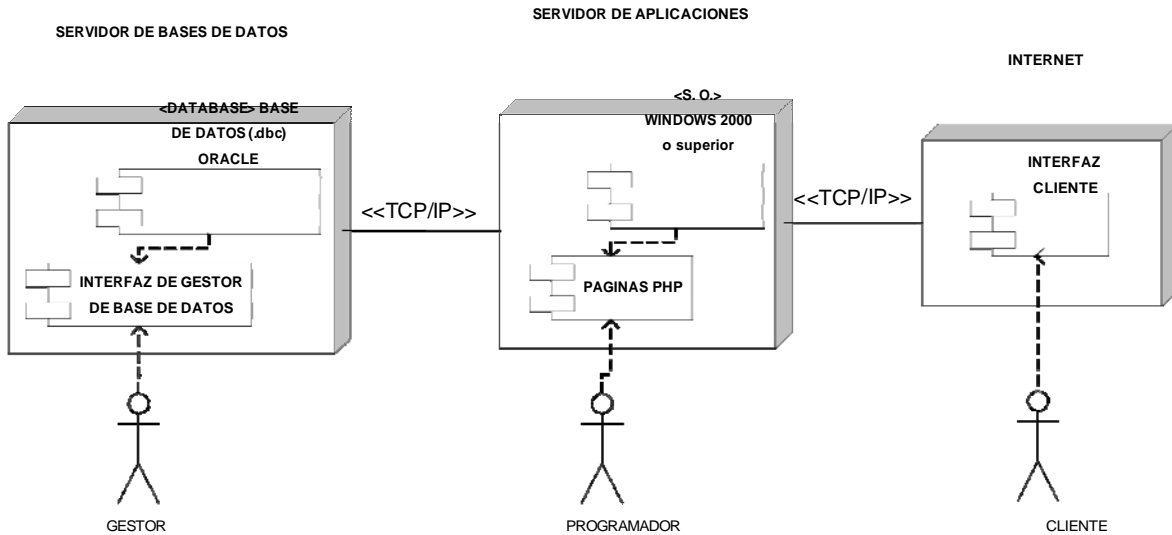 SERVIDOR DE BASES DE DATOS
SERVIDOR DE APLICACIONES
INTERNET
<DATABASE> BASE
DE DATOS (.dbc)
ORACLE
INTERFAZ DE GESTOR
DE BASE DE DATOS
<<TCP/IP>>
<S. O.>
WINDOWS 2000
o superior
PAGINAS PHP
<<TCP/IP>>
INTERFAZ
CLIENTE
GESTOR
PROGRAMADOR
CLIENTE